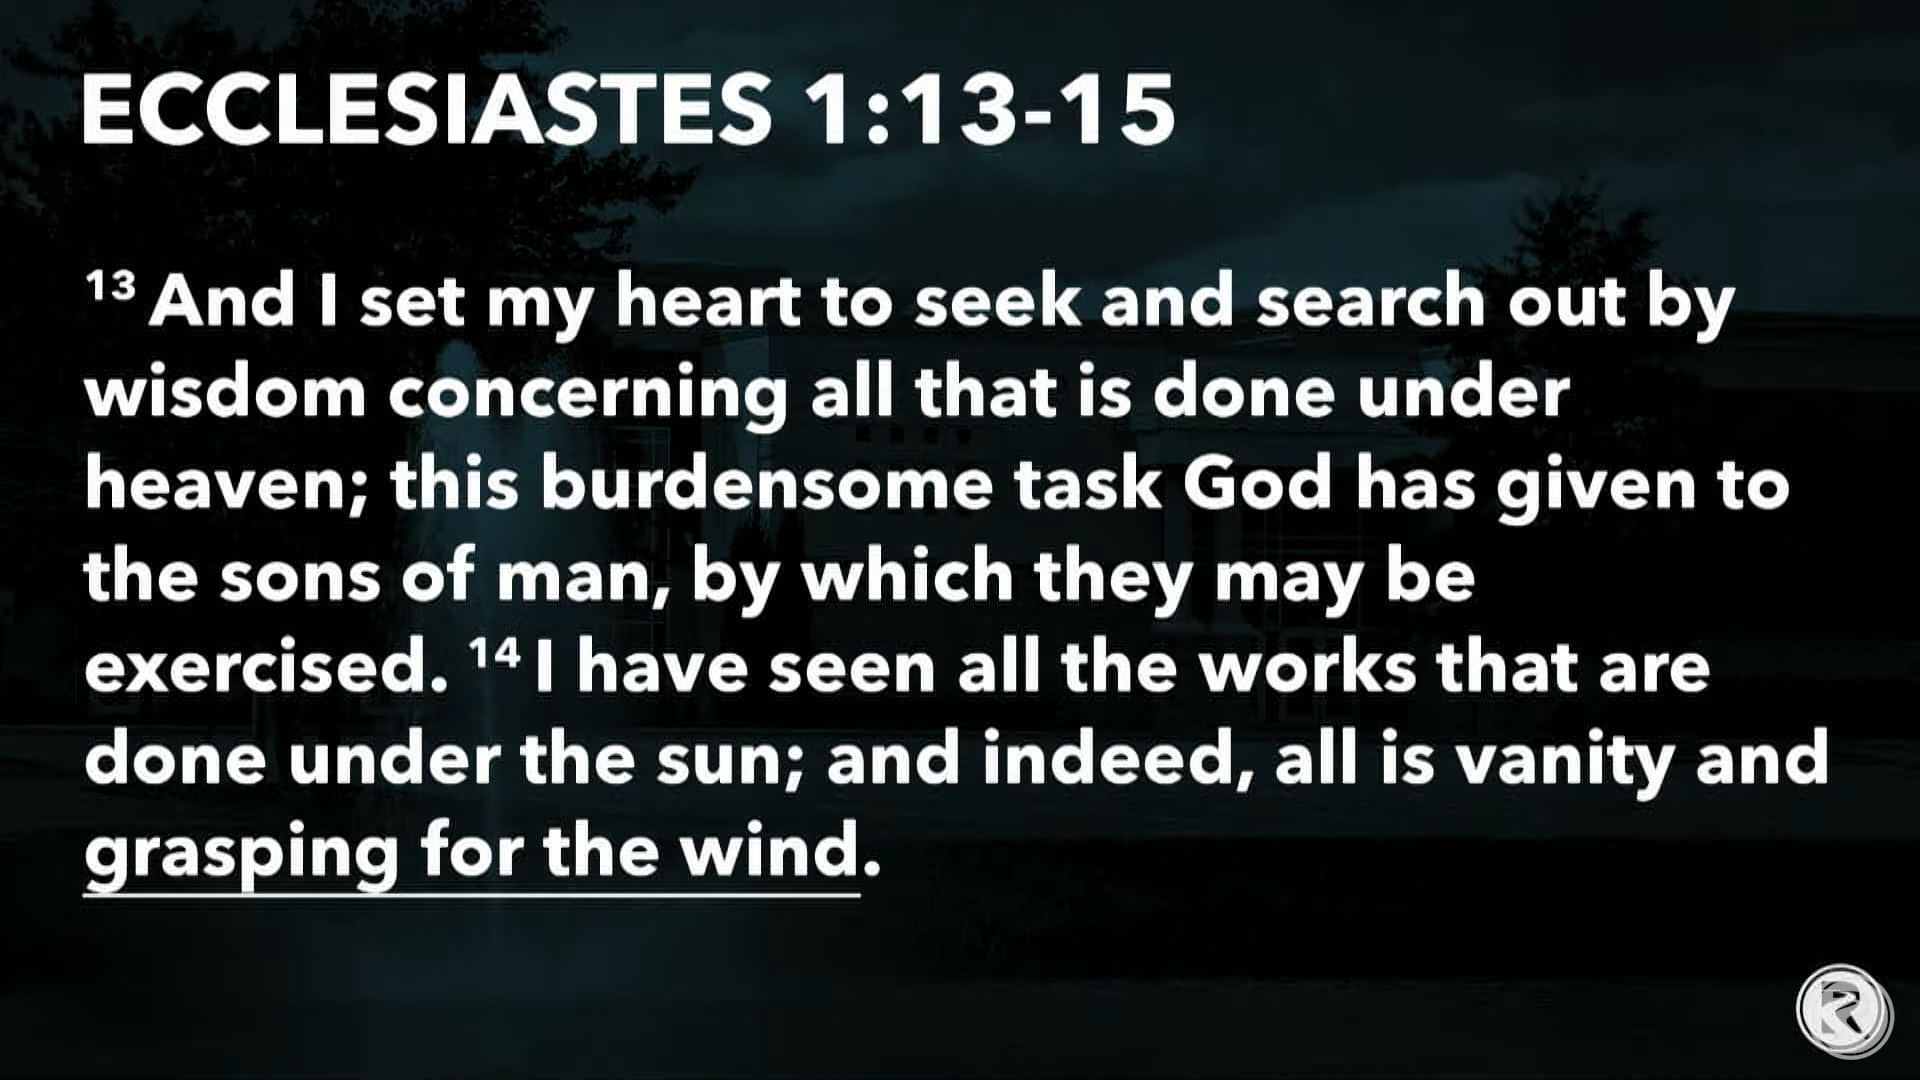 ECCLESIASTES 1:13-15
13 And I set my heart to seek and search out by
wisdom concerning all that is done under
heaven; this burdensome task God has given to
the sons of man, by which they may be
exercised. 14 I have seen all the works that are
done under the sun; and indeed, all is vanity and
grasping for the wind.
R